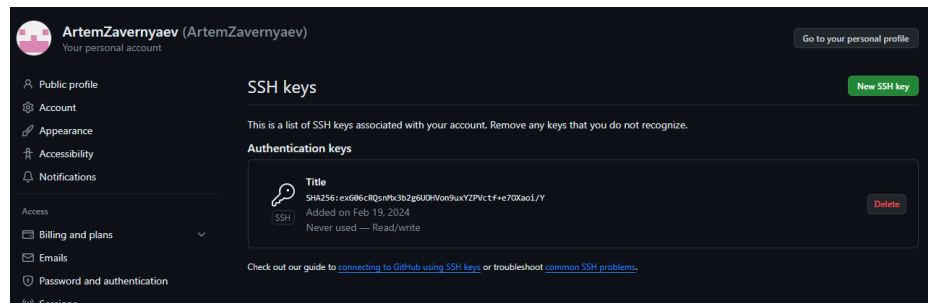 ArtemZavernyaev (ArtemZavernyaev)
Your personal account
Go to your personal profile
Public profile
Account
Appearance
Accessibility
Notifications
Access
Billing and plans
Emails
Password and authentication
SSH keys
New SSH key
This is a list of SSH keys associated with your account. Remove any keys that you do not recognize.
Authentication keys
Title
SHA256:exG06cRQsnMx3b2g6UOHVon9uxYZPVctf+e7OXaoi/Y
SSH
Added on Feb 19, 2024
Never used — Read/write
Delete
Check out our guide to connecting to GitHub using SSH keys or troubleshoot common SSH problems.